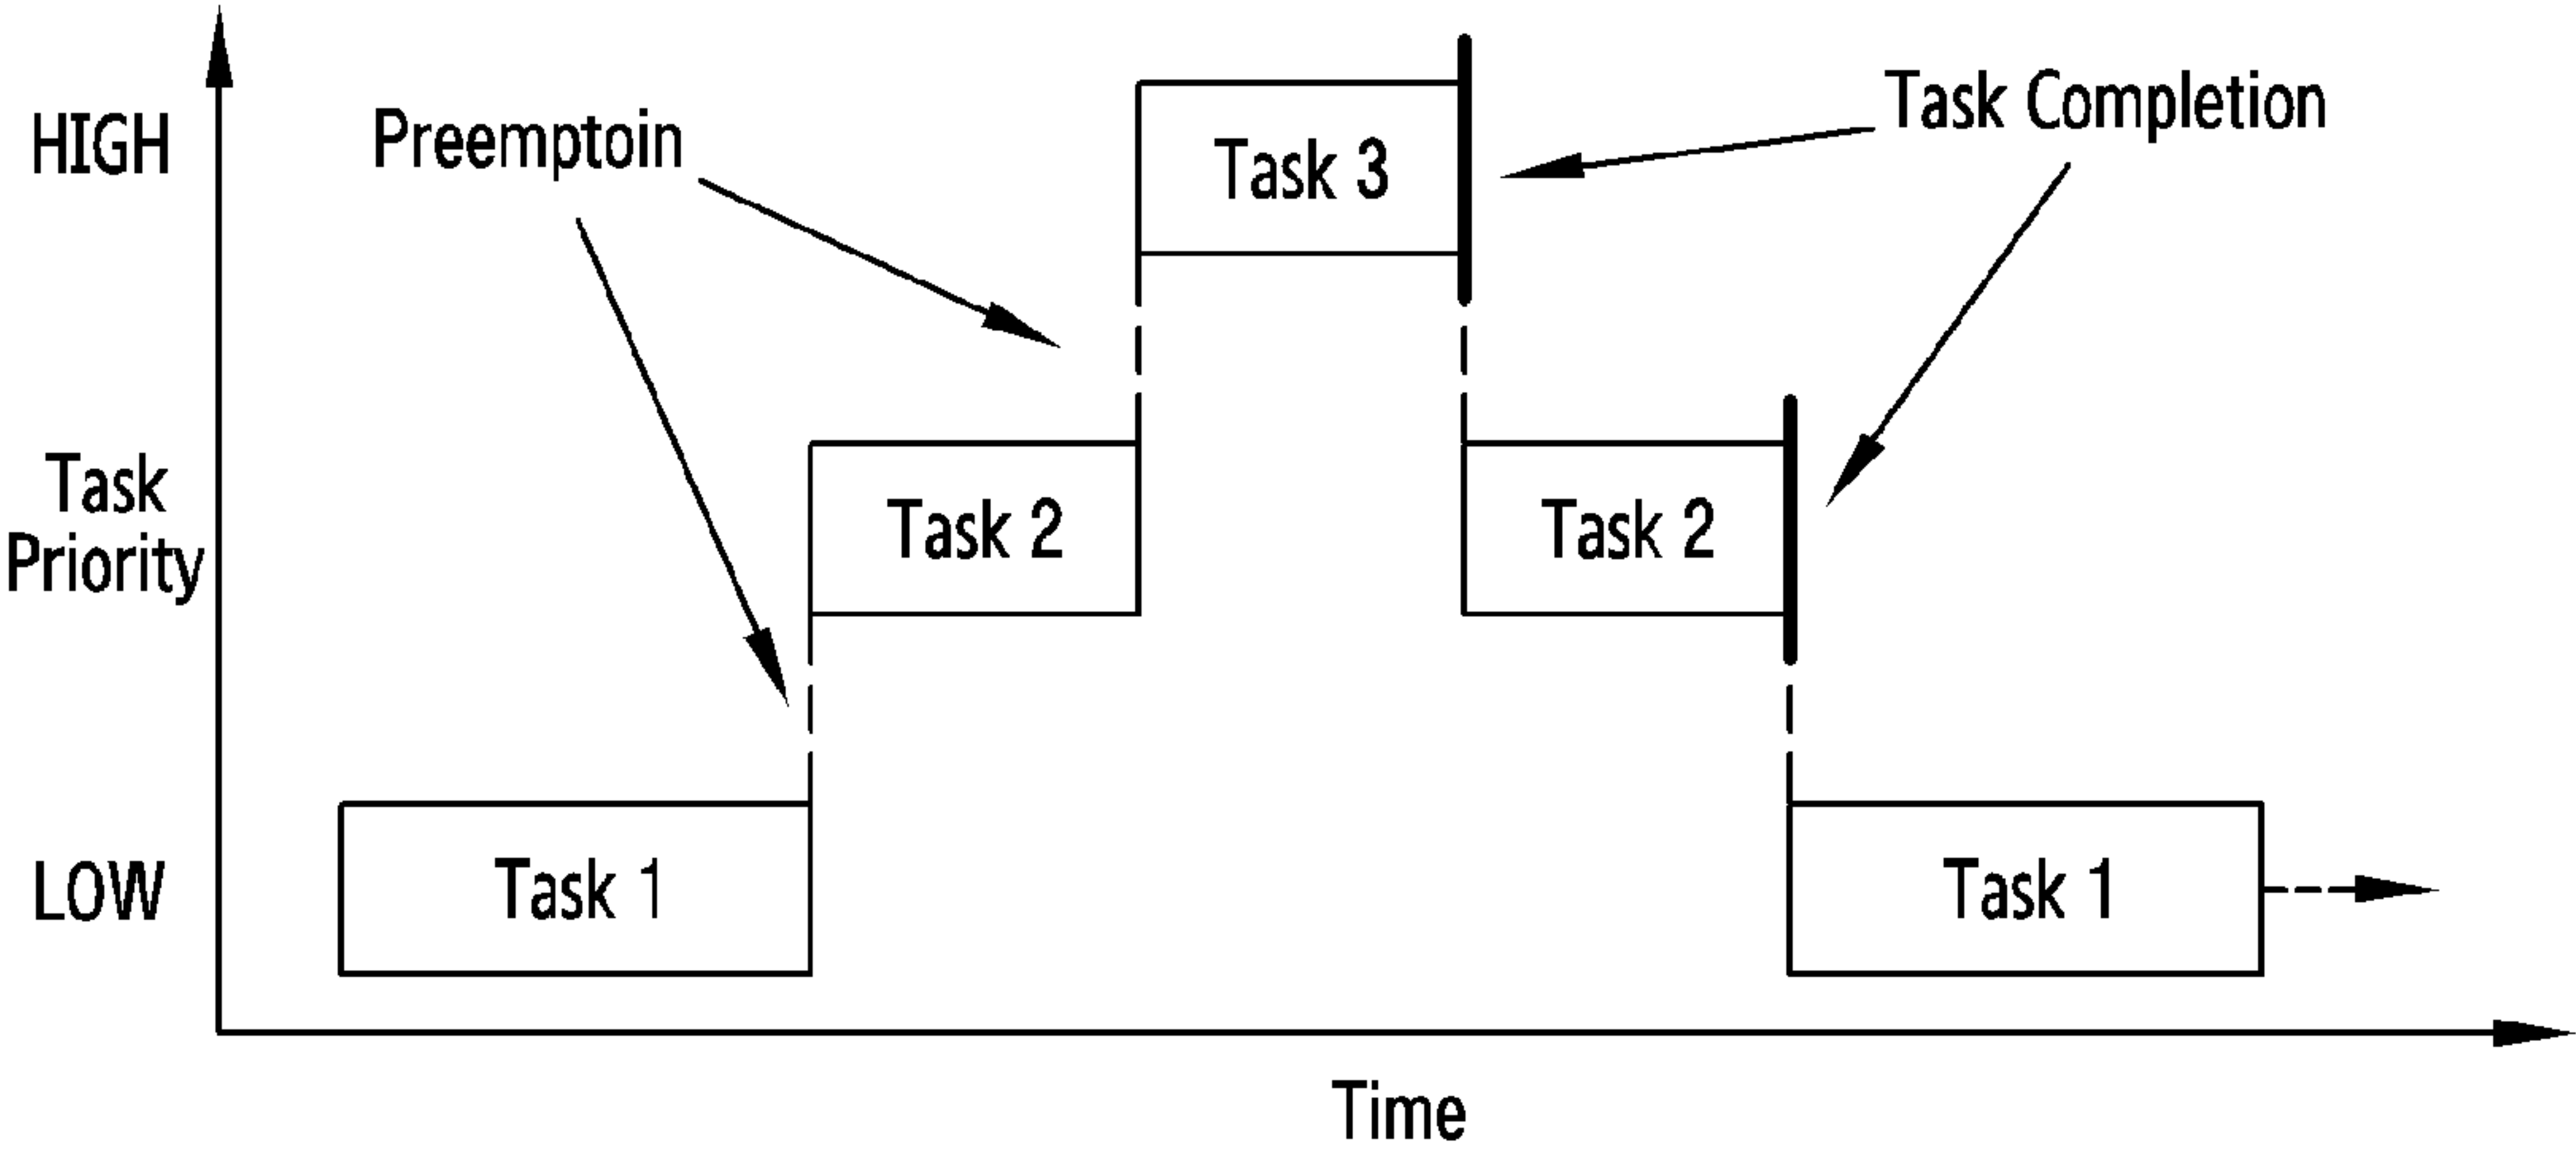 HIGH
Preemptoin
Task Completion
Task 3
Task
Priority
Task 2
Task 2
LOW
Task 1
Task 1
Time